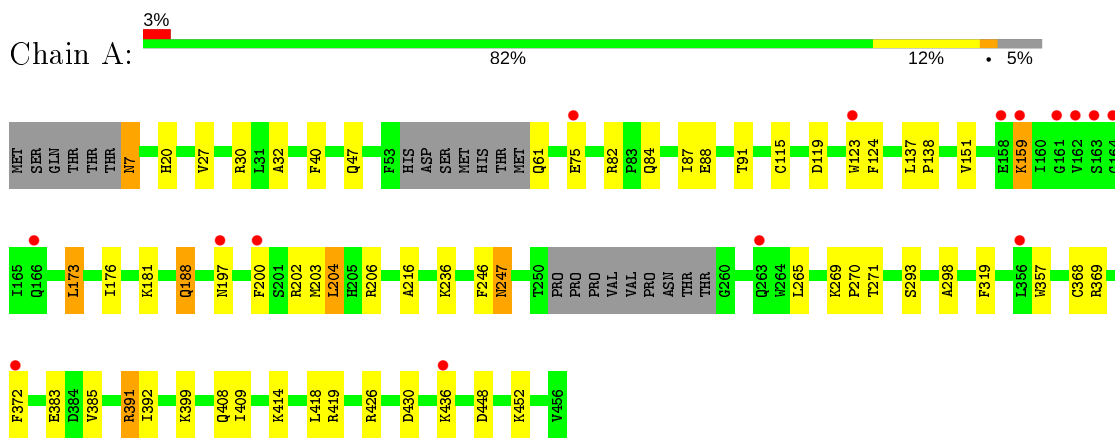 3%
Chain A:
82% 12% • 5%
MET SER GLN THR THR THR N7 H20 V27 R30 L31 A32 F40 Q47 F53 HIS ASP SER MET HIS THR MET Q61 E75 R82 P83 Q84 I87 E88 T91 C115 D119 W123 F124 L137 P138 V151 E158 K159 I160 G161 V162 S163 G164
I165 Q166 L173 I176 K181 Q188 N197 F200 S201 R202 M203 L204 H205 R206 A216 K236 F246 N247 T250 PRO PRO PRO VAL VAL PRO ASN THR THR G260 Q263 W264 L265 K269 P270 T271 S293 A298 F319 L356 W357 C368 R369
F372 E383 D384 V385 R391 I392 K399 Q408 I409 K414 L418 R419 R426 D430 K436 D448 K452 V456